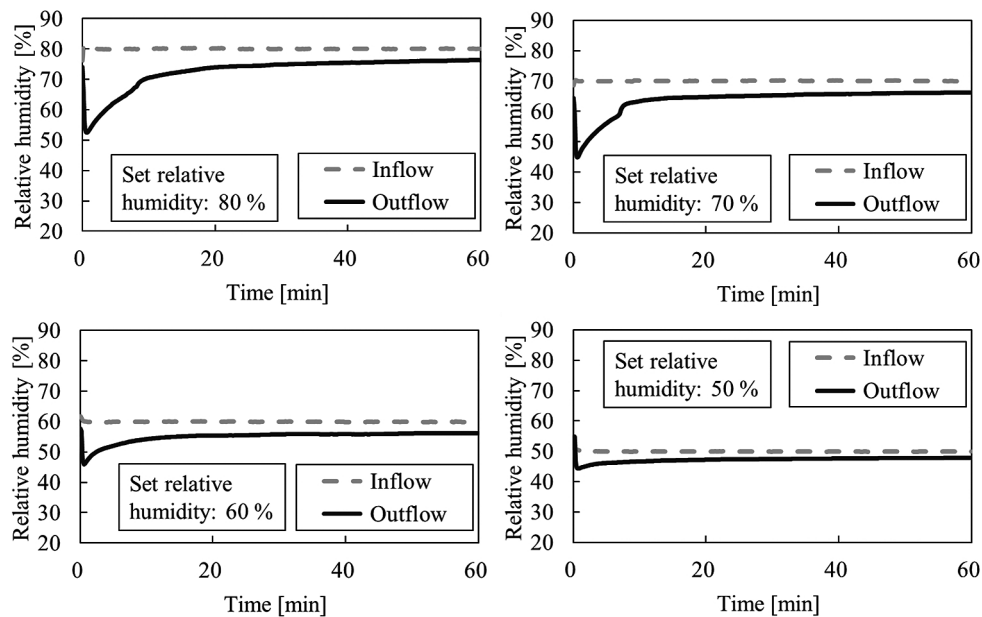 Relative humidity [%]
90
80
70
60
50
40
30
20
0
20
40
60
Time [min]
Set relative
humidity: 80 %
Inflow
Outflow
Relative humidity [%]
90
80
70
60
50
40
30
20
0
20
40
60
Time [min]
Set relative
humidity: 70 %
Inflow
Outflow
Relative humidity [%]
90
80
70
60
50
40
30
20
0
20
40
60
Time [min]
Set relative
humidity: 60 %
Inflow
Outflow
Relative humidity [%]
90
80
70
60
50
40
30
20
0
20
40
60
Time [min]
Set relative
humidity: 50 %
Inflow
Outflow